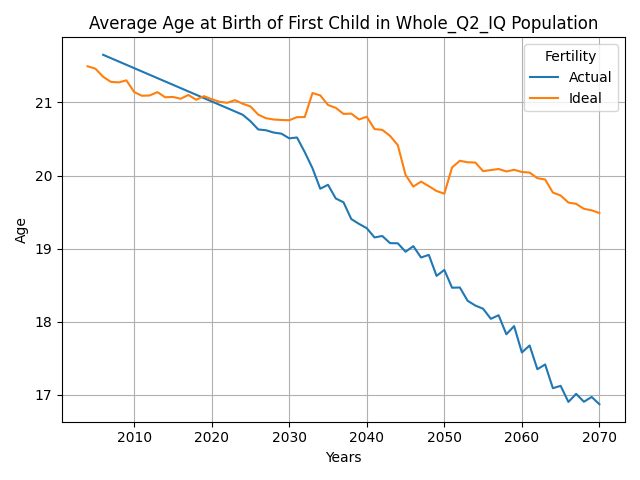 Average Age at Birth of First Child in Whole_Q2_IQ Population
Fertility
Actual
Ideal
Age
21
20
19
18
17
2010 2020 2030 2040 2050 2060 2070
Years